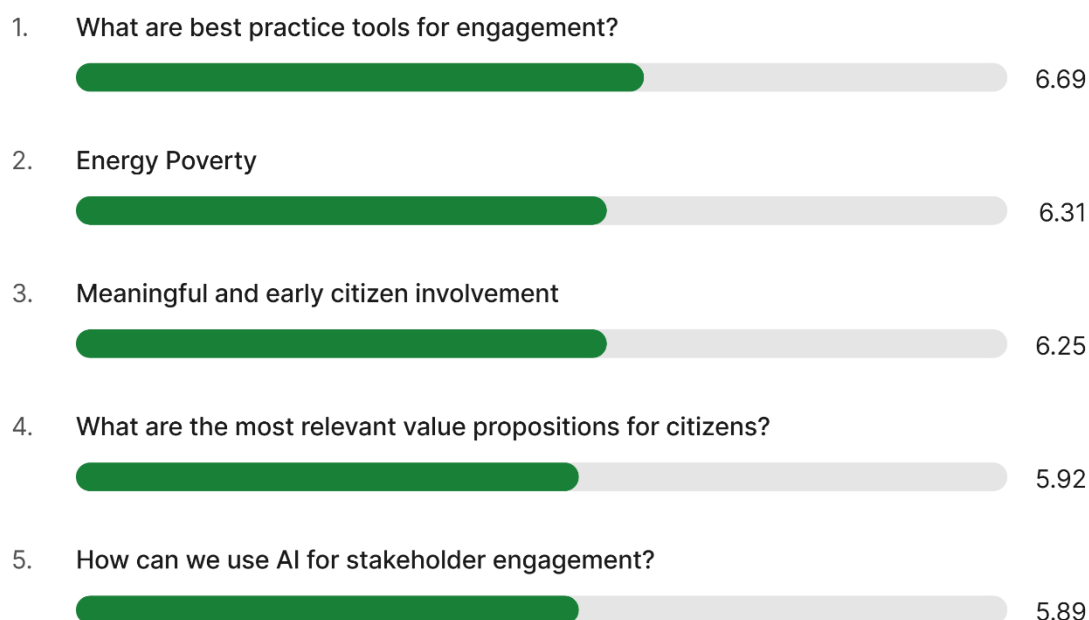 1. What are best practice tools for engagement?
6.69
2. Energy Poverty
6.31
3. Meaningful and early citizen involvement
6.25
4. What are the most relevant value propositions for citizens?
5.92
5. How can we use AI for stakeholder engagement?
5.89